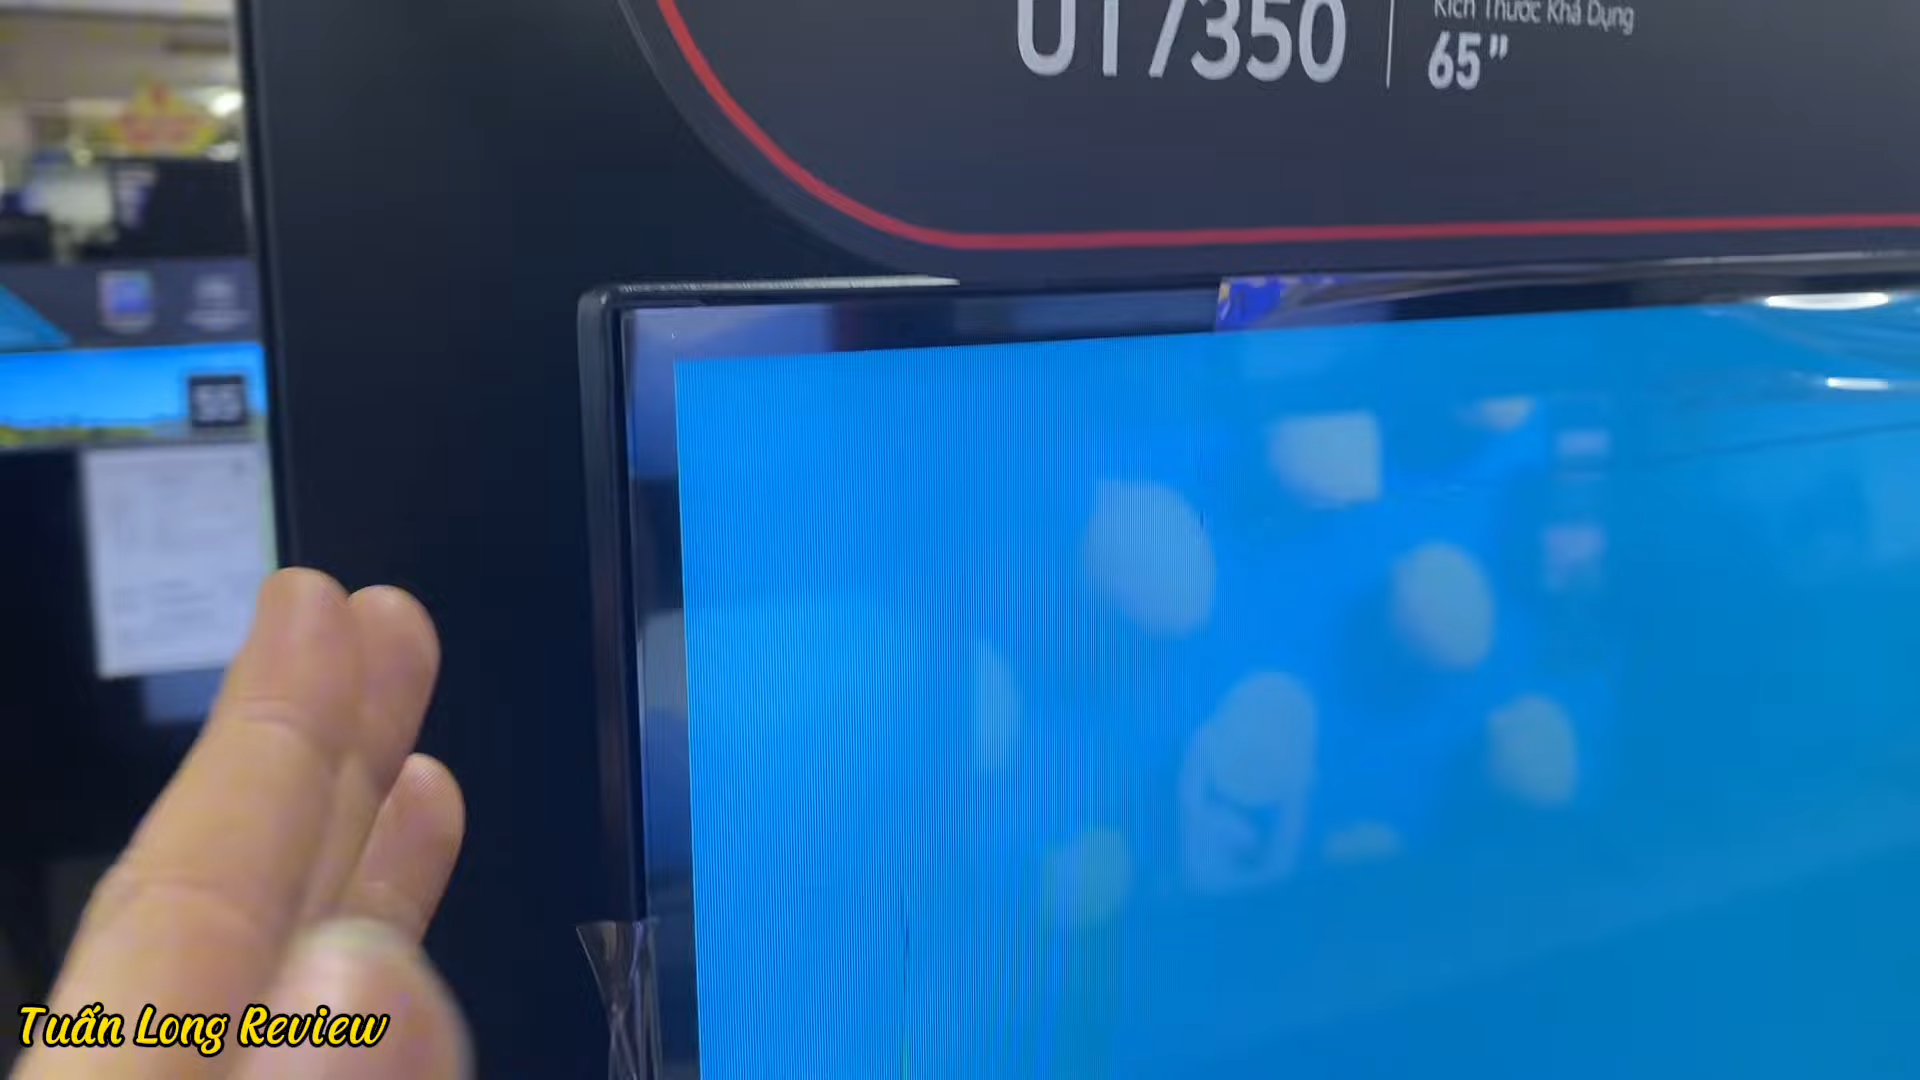 UT7350
Kích Thước Khả Dụng
65"
Tuấn Long Review